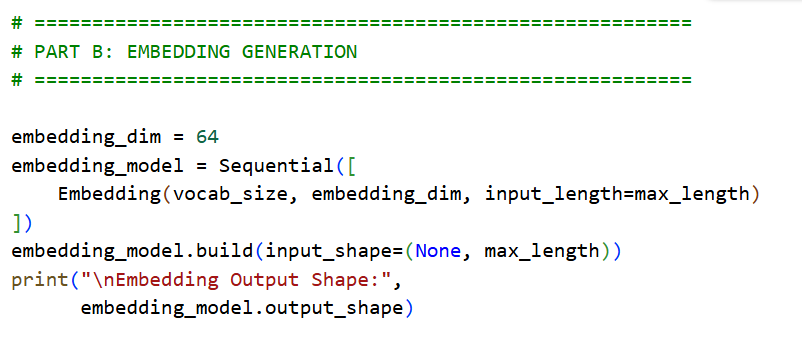 # =========================================================
# PART B: EMBEDDING GENERATION
# =========================================================
embedding_dim = 64
embedding_model = Sequential([
    Embedding(vocab_size, embedding_dim, input_length=max_length)
])
embedding_model.build(input_shape=(None, max_length))
print("\nEmbedding Output Shape:",
      embedding_model.output_shape)